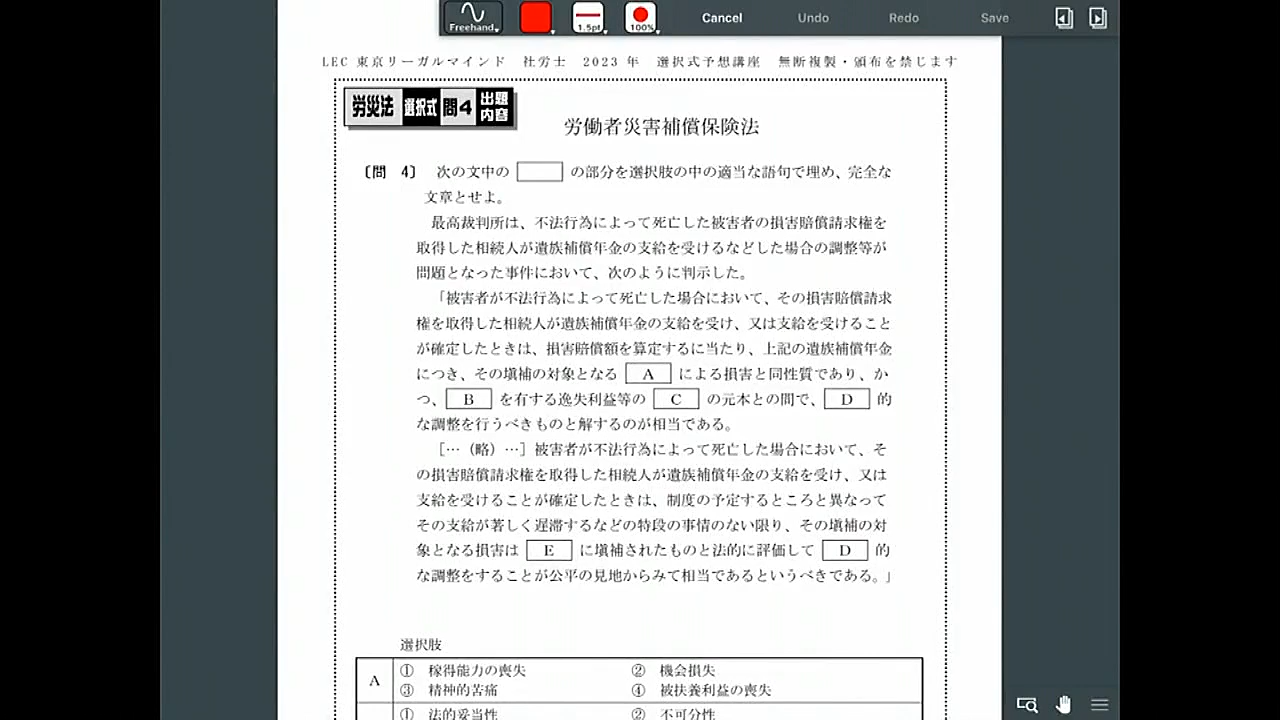 Freehand
1.5pt
100%
Cancel
Undo
Redo
Save
LEC 東京リーガルマインド 社労士 2023 年 選択式予想講座 無断複製・頒布を禁じます
労災法 選択式 問4 出題内容
労働者災害補償保険法
〔問 4〕 次の文中の の部分を選択肢の中の適当な語句で埋め、完全な
文章とせよ。
最高裁判所は、不法行為によって死亡した被害者の損害賠償請求権を
取得した相続人が遺族補償年金の支給を受けるなどした場合の調整等が
問題となった事件において、次のように判示した。
「被害者が不法行為によって死亡した場合において、その損害賠償請求
権を取得した相続人が遺族補償年金の支給を受け、又は支給を受けること
が確定したときは、損害賠償額を算定するに当たり、上記の遺族補償年金
につき、その塡補の対象となる A による損害と同性質であり、か
つ、 B を有する逸失利益等の C の元本との間で、 D 的
な調整を行うべきものと解するのが相当である。
［…（略）…］被害者が不法行為によって死亡した場合において、そ
の損害賠償請求権を取得した相続人が遺族補償年金の支給を受け、又は
支給を受けることが確定したときは、制度の予定するところと異なって
その支給が著しく遅滞するなどの特段の事情のない限り、その塡補の対
象となる損害は E に塡補されたものと法的に評価して D 的
な調整をすることが公平の見地からみて相当であるというべきである。」
選択肢
A
① 稼得能力の喪失 ② 機会損失
③ 精神的苦痛 ④ 被扶養利益の喪失
① 法的妥当性 ② 不可分性